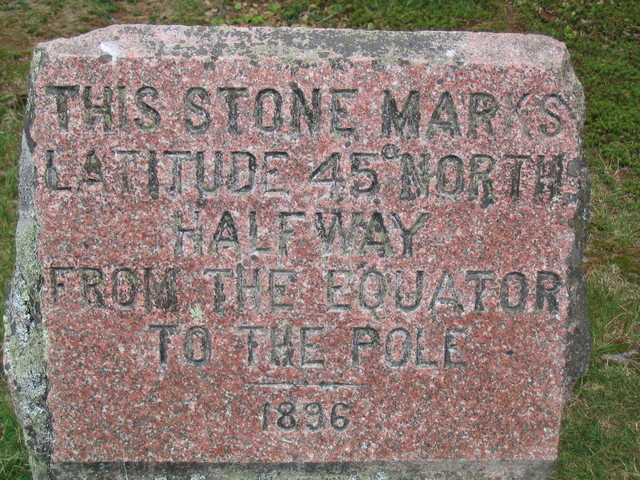 THIS STONE MARKS
LATITUDE 45° NORTH
HALFWAY
FROM THE EQUATOR
TO THE POLE
1896